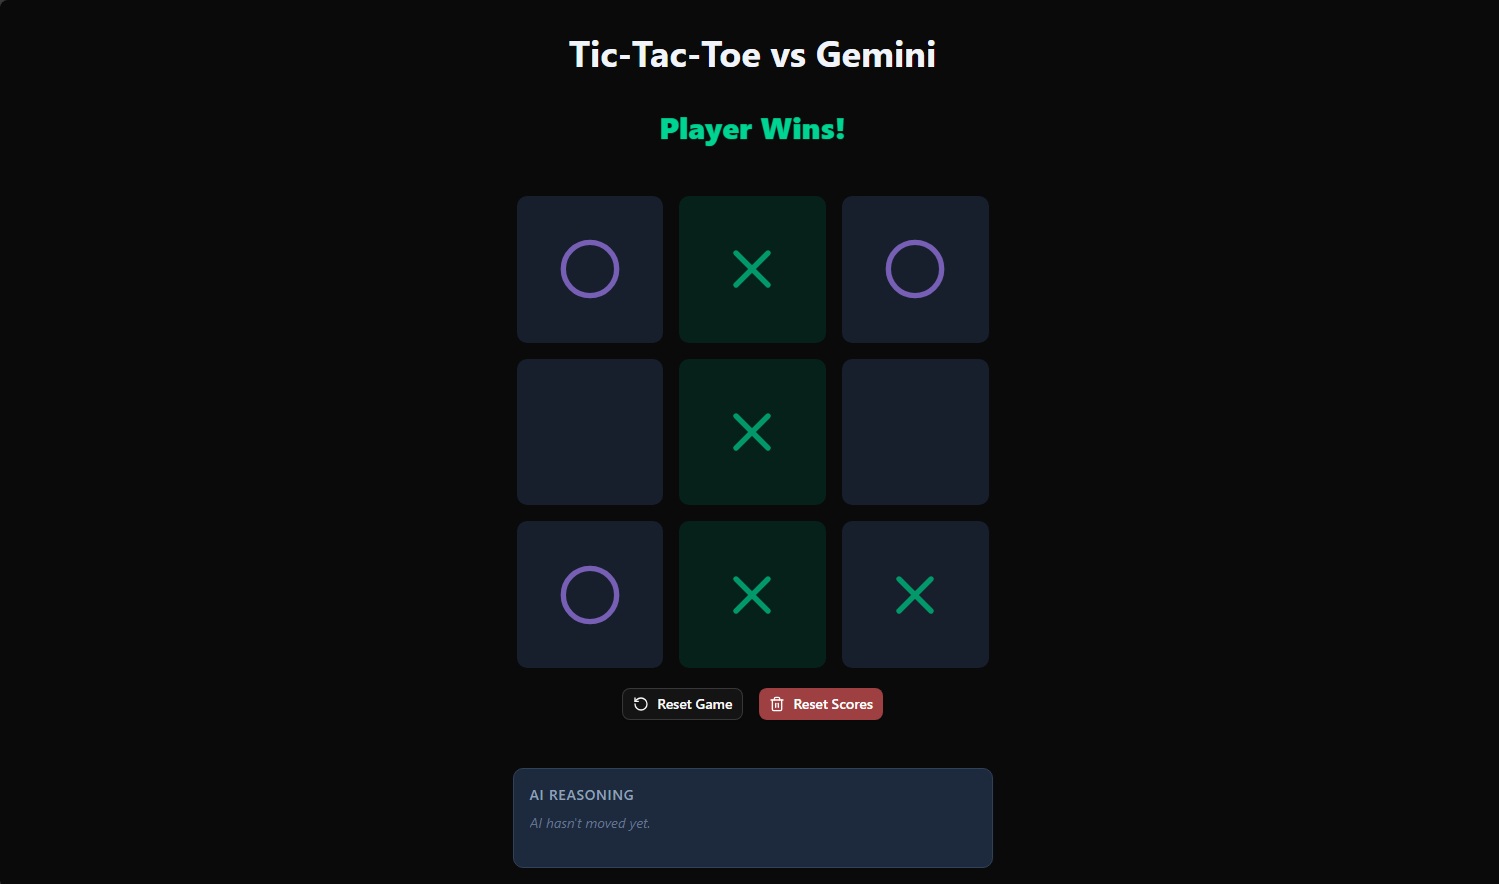 Tic-Tac-Toe vs Gemini
Player Wins!
Reset Game
Reset Scores
AI REASONING
AI hasn't moved yet.